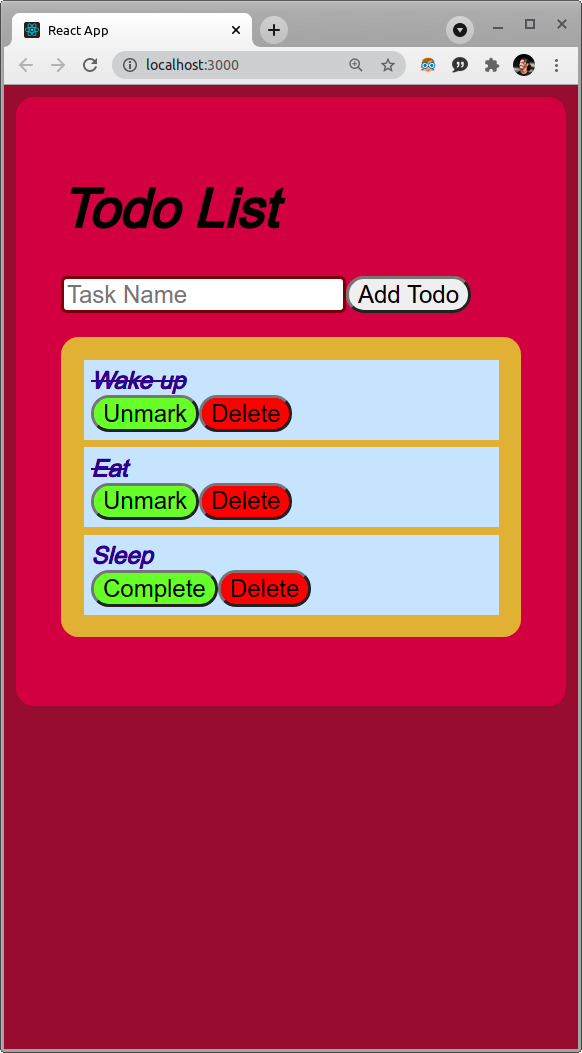 React App
localhost:3000
Todo List
Task Name Add Todo
Wake up
Unmark Delete
Eat
Unmark Delete
Sleep
Complete Delete